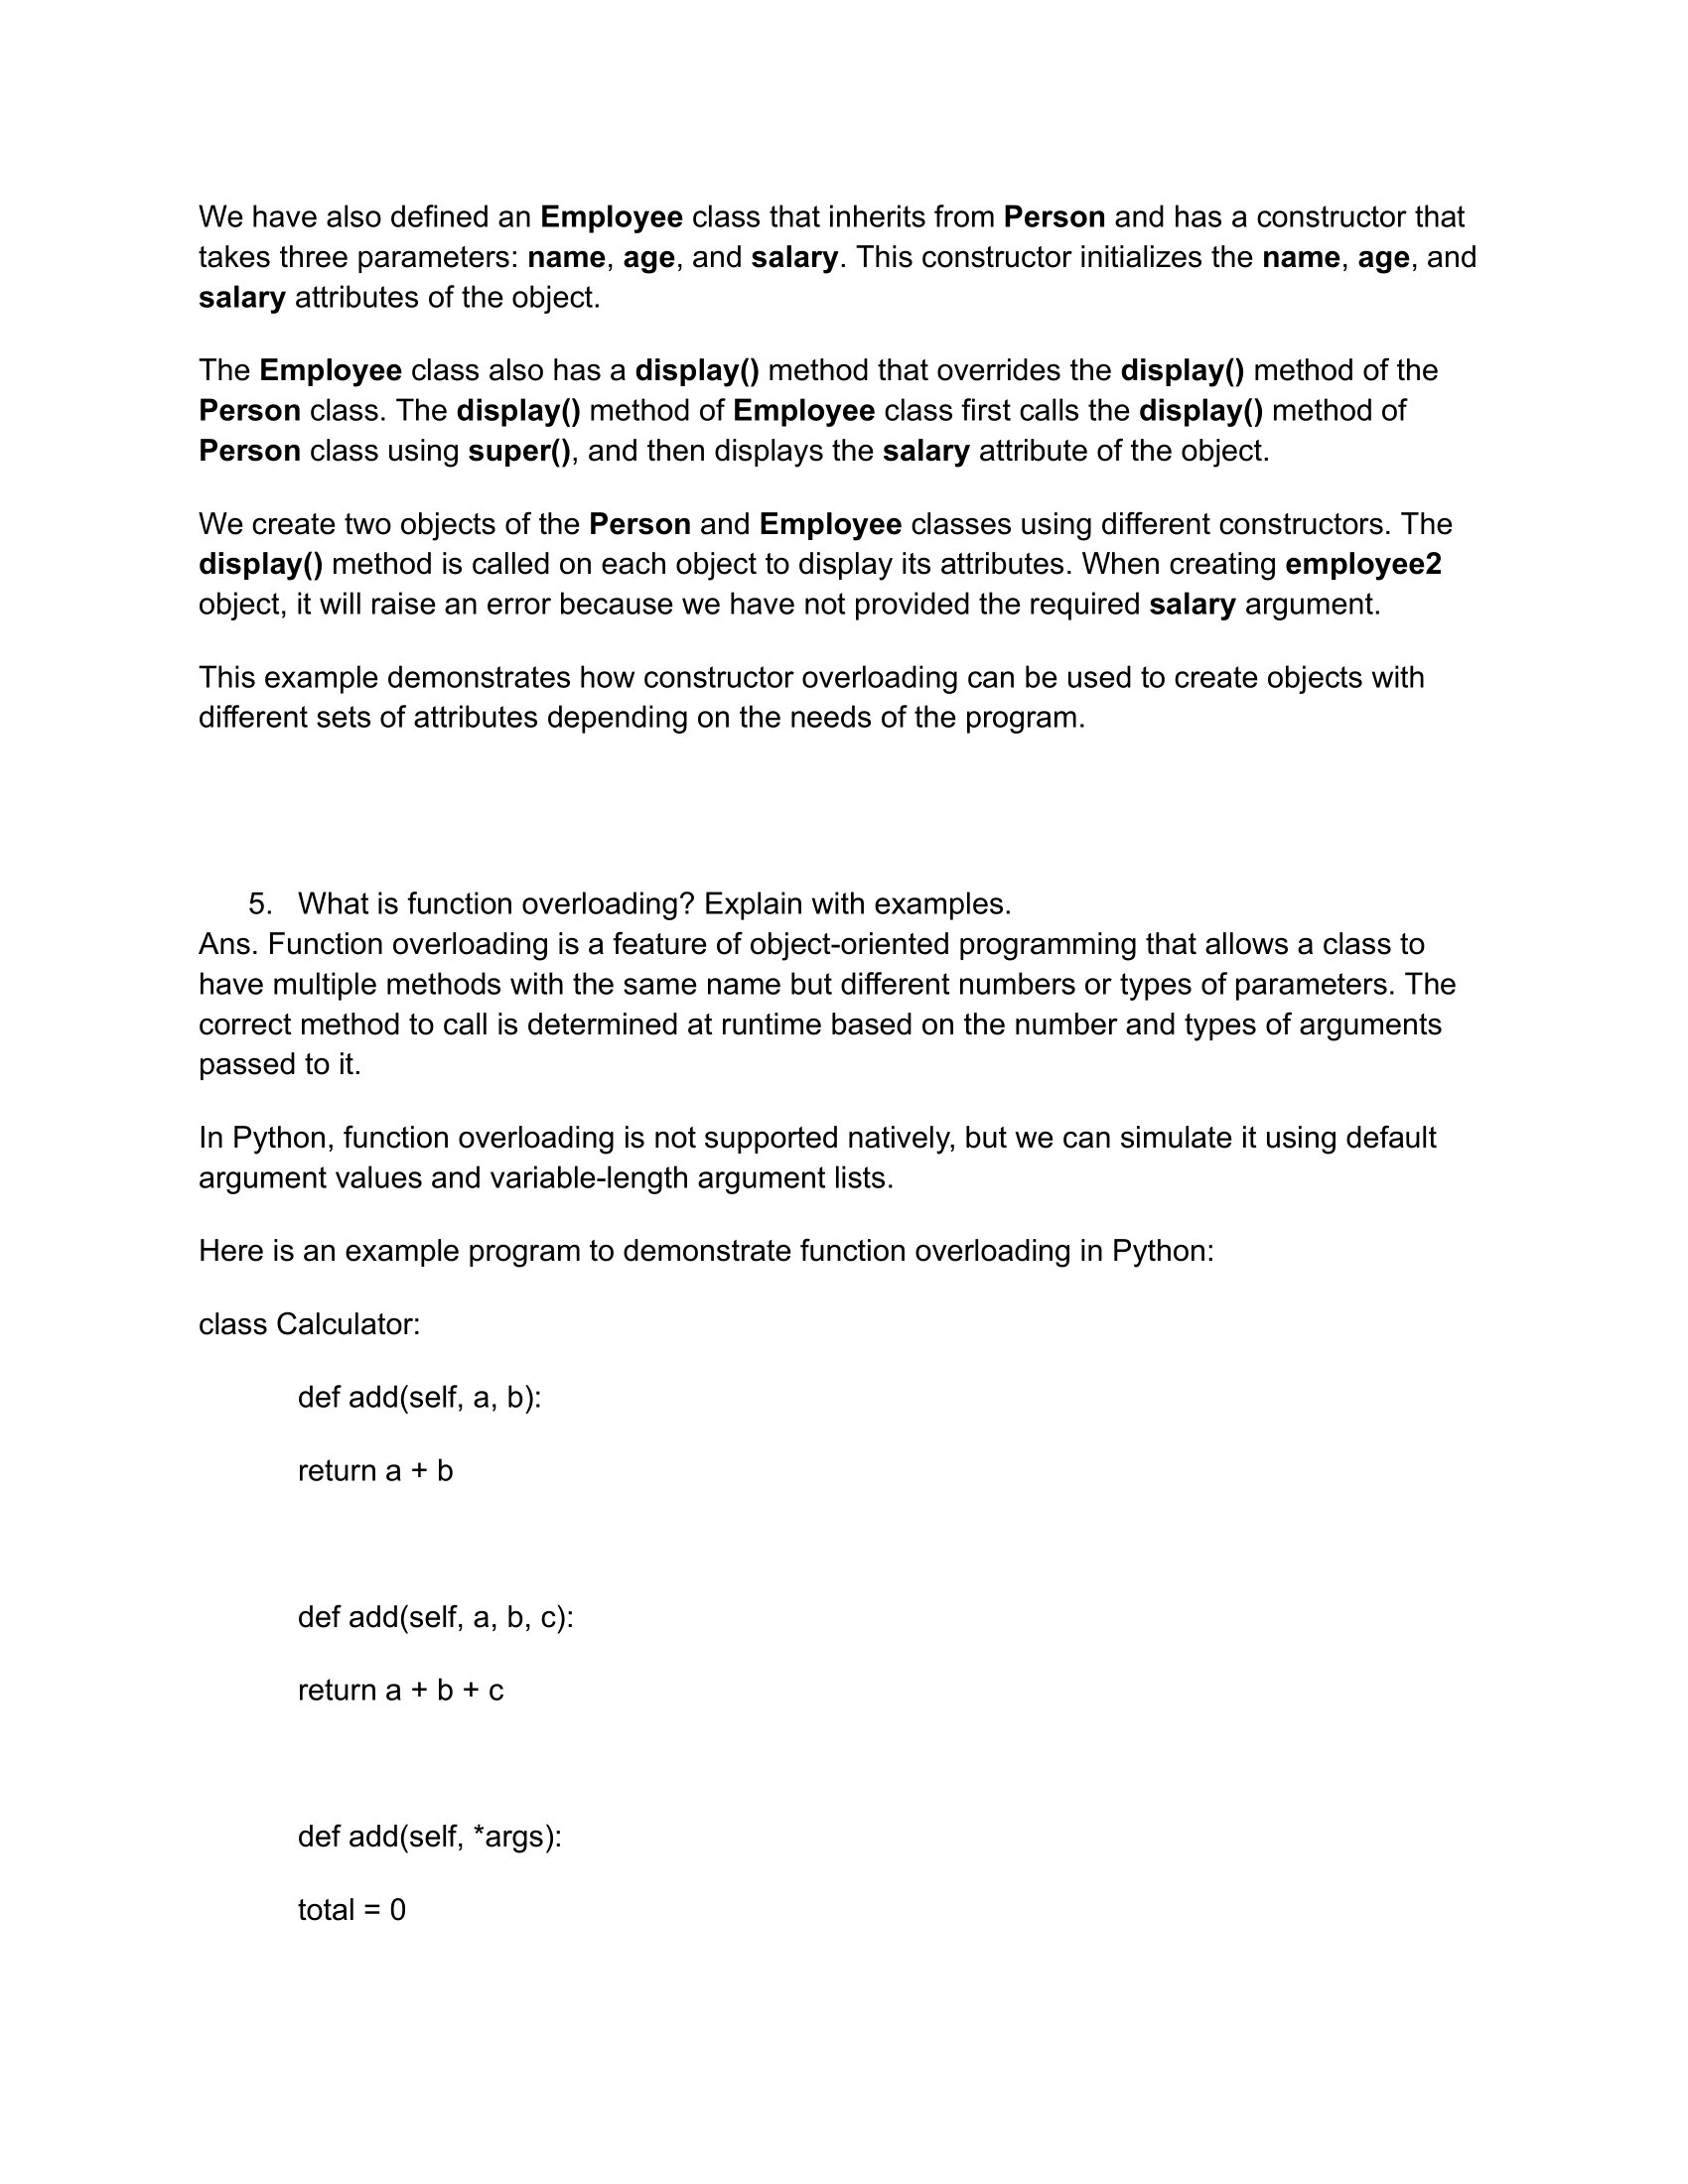 We have also defined an Employee class that inherits from Person and has a constructor that
takes three parameters: name, age, and salary. This constructor initializes the name, age, and
salary attributes of the object.
The Employee class also has a display() method that overrides the display() method of the
Person class. The display() method of Employee class first calls the display() method of
Person class using super(), and then displays the salary attribute of the object.
We create two objects of the Person and Employee classes using different constructors. The
display() method is called on each object to display its attributes. When creating employee2
object, it will raise an error because we have not provided the required salary argument.
This example demonstrates how constructor overloading can be used to create objects with
different sets of attributes depending on the needs of the program.
5. What is function overloading? Explain with examples.
Ans. Function overloading is a feature of object-oriented programming that allows a class to
have multiple methods with the same name but different numbers or types of parameters. The
correct method to call is determined at runtime based on the number and types of arguments
passed to it.
In Python, function overloading is not supported natively, but we can simulate it using default
argument values and variable-length argument lists.
Here is an example program to demonstrate function overloading in Python:
class Calculator:
def add(self, a, b):
return a + b
def add(self, a, b, c):
return a + b + c
def add(self, *args):
total = 0